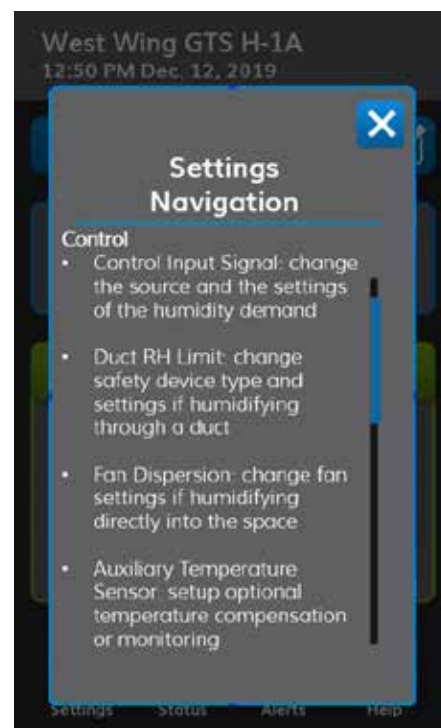 West Wing GTS H-1A
12:50 PM Dec. 12, 2019
Settings
Navigation
Control
• Control Input Signal: change
the source and the settings
of the humidity demand
• Duct RH Limit: change
safety device type and
settings if humidifying
through a duct
• Fan Dispersion: change fan
settings if humidifying
directly into the space
• Auxiliary Temperature
Sensor: setup optional
temperature compensation
or monitoring
Settings Status Alerts Help